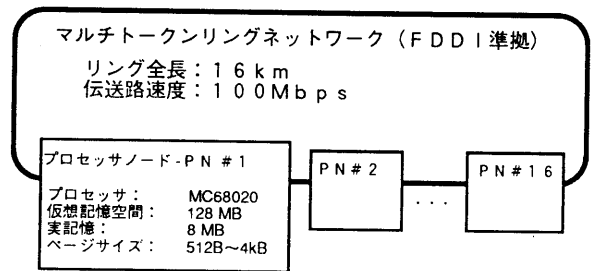 マルチトークンリングネットワーク（ＦＤＤＩ準拠）
リング全長：１６ｋｍ
伝送路速度：１００Ｍｂｐｓ
プロセッサノード-ＰＮ＃１
プロセッサ： MC68020
仮想記憶空間： 128 MB
実記憶： 8 MB
ページサイズ： 512B～4kB
ＰＮ＃２
...
ＰＮ＃１６